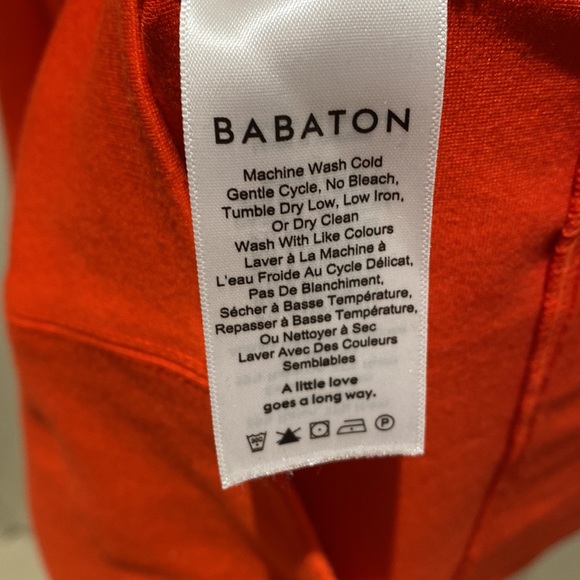 BABATON
Machine Wash Cold
Gentle Cycle, No Bleach,
Tumble Dry Low, Low Iron,
Or Dry Clean
Wash With Like Colours
Laver à La Machine à
L'eau Froide Au Cycle Délicat,
Pas De Blanchiment,
Sécher à Basse Température,
Repasser à Basse Température,
Ou Nettoyer à Sec
Laver Avec Des Couleurs
Semblables
A little love
goes a long way.
P